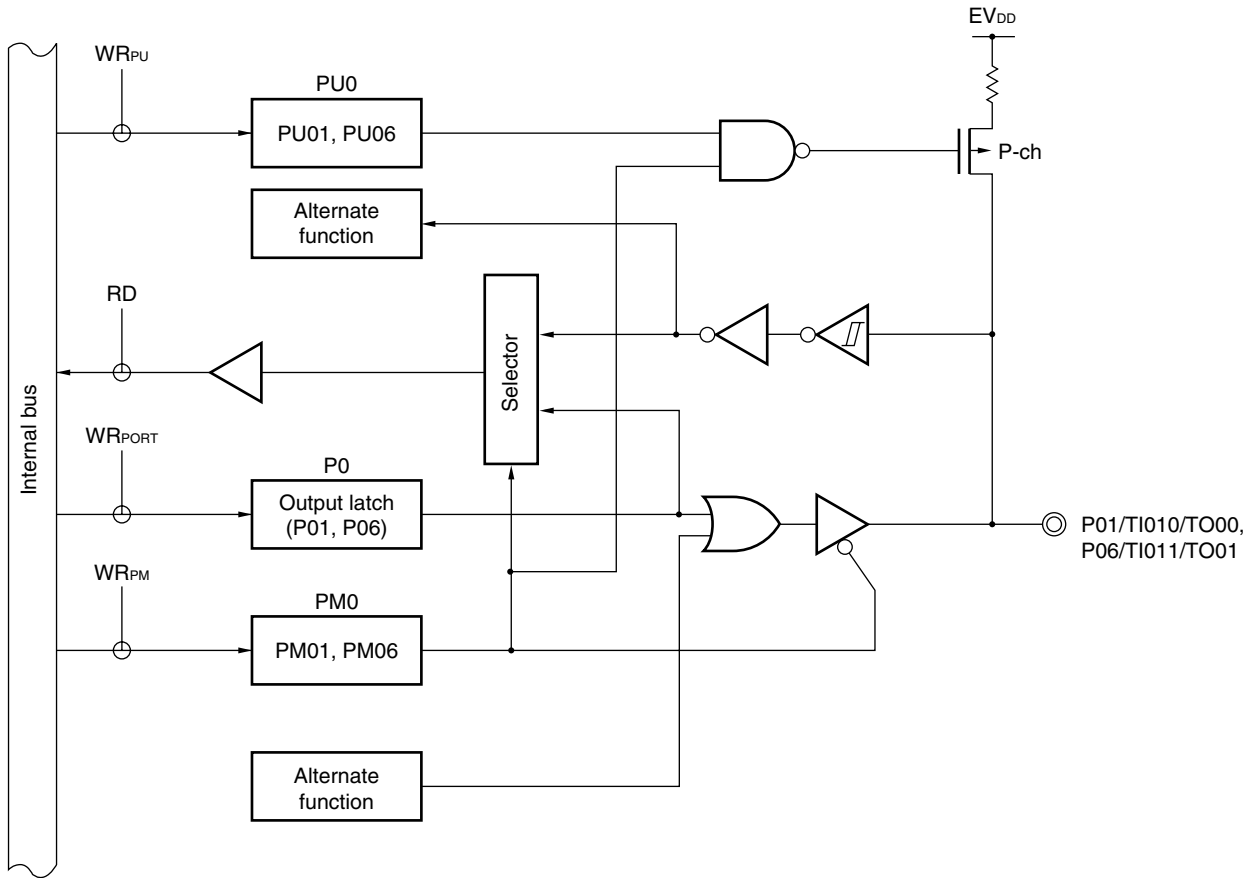 EVDD
WRPU
PU0
PU01, PU06
P-ch
Alternate
function
RD
Selector
Internal bus
WRPORT
P0
Output latch
(P01, P06)
P01/TI010/TO00,
P06/TI011/TO01
WRPM
PM0
PM01, PM06
Alternate
function